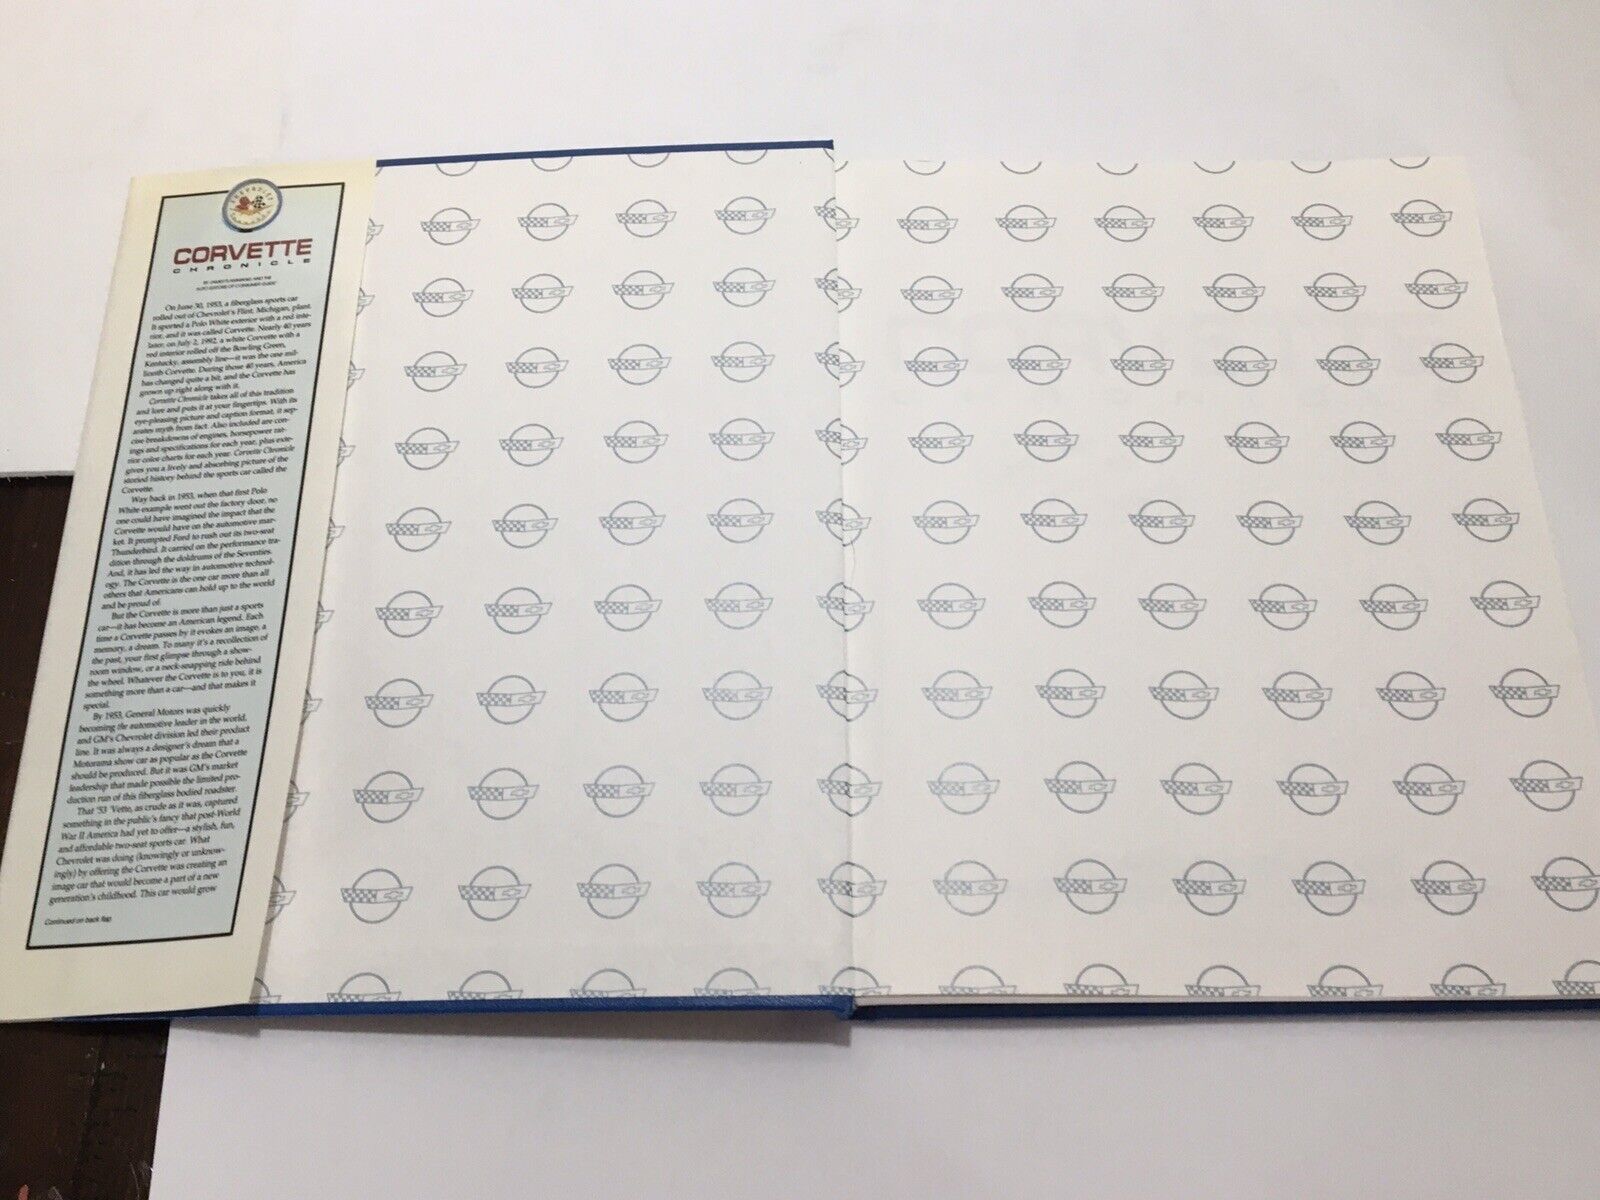 CORVETTE
CHRONICLE
BY JAMES FLAMMANG AND THE
AUTO EDITORS OF CONSUMER GUIDE
On June 30, 1953, a fiberglass sports car
rolled out of Chevrolet's Flint, Michigan, plant.
It sported a Polo White exterior with a red inte-
rior, and it was called Corvette. Nearly 40 years
later, on July 2, 1992, a white Corvette with a
red interior rolled off the Bowling Green,
Kentucky, assembly line—it was the one mil-
lionth Corvette. During those 40 years, America
has changed quite a bit, and the Corvette has
grown up right along with it.
Corvette Chronicle takes all of this tradition
and lore and puts it at your fingertips. With its
eye-pleasing picture and caption format, it sep-
arates myth from fact. Also included are con-
cise breakdowns of engines, horsepower rat-
ings and specifications for each year, plus exte-
rior color charts for each year. Corvette Chronicle
gives you a lively and absorbing picture of the
storied history behind the sports car called the
Corvette.
Way back in 1953, when that first Polo
White example went out the factory door, no
one could have imagined the impact that the
Corvette would have on the automotive mar-
ket. It prompted Ford to rush out its two-seat
Thunderbird. It carried on the performance tra-
dition through the doldrums of the Seventies.
And, it has led the way in automotive technol-
ogy. The Corvette is the one car more than all
others that Americans can hold up to the world
and be proud of.
But the Corvette is more than just a sports
car—it has become an American legend. Each
time a Corvette passes by it evokes an image, a
memory, a dream. To many it's a recollection of
the past, your first glimpse through a show-
room window, or a neck-snapping ride behind
the wheel. Whatever the Corvette is to you, it is
something more than a car—and that makes it
special.
By 1953, General Motors was quickly
becoming the automotive leader in the world,
and GM's Chevrolet division led their product
line. It was always a designer's dream that a
Motorama show car as popular as the Corvette
should be produced. But it was GM's market
leadership that made possible the limited pro-
duction run of this fiberglass bodied roadster.
That '53 'Vette, as crude as it was, captured
something in the public's fancy that post-World
War II America had yet to offer—a stylish, fun,
and affordable two-seat sports car. What
Chevrolet was doing (knowingly or unknow-
ingly) by offering the Corvette was creating an
image car that would become a part of a new
generation's childhood. This car would grow
Continued on back flap